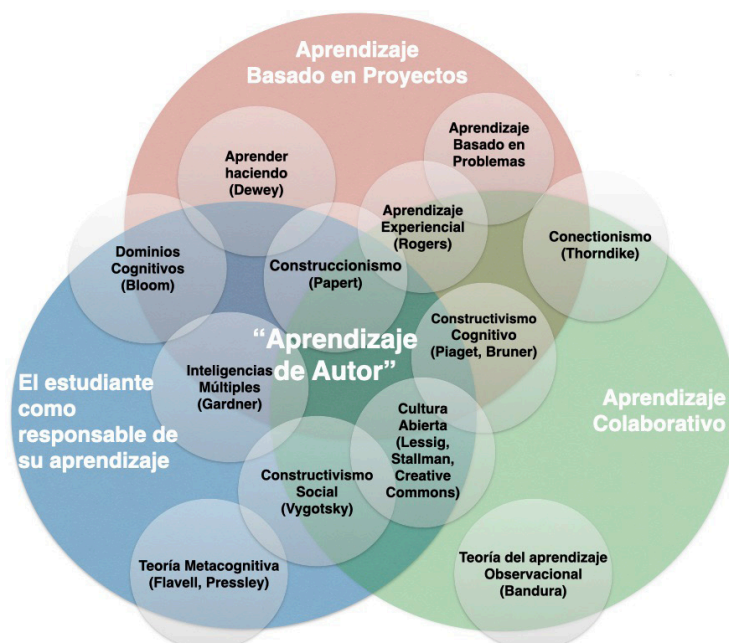 Aprendizaje
Basado en Proyectos
Aprendizaje
Basado en
Problemas
Aprender
haciendo
(Dewey)
Aprendizaje
Experiencial
(Rogers)
Conectionismo
(Thorndike)
Dominios
Cognitivos
(Bloom)
Construccionismo
(Papert)
Constructivismo
Cognitivo
(Piaget, Bruner)
“Aprendizaje
de Autor”
El estudiante
como
responsable de
su aprendizaje
Inteligencias
Múltiples
(Gardner)
Cultura
Abierta
(Lessig,
Stallman,
Creative
Commons)
Aprendizaje
Colaborativo
Constructivismo
Social
(Vygotsky)
Teoría Metacognitiva
(Flavell, Pressley)
Teoría del aprendizaje
Observacional
(Bandura)